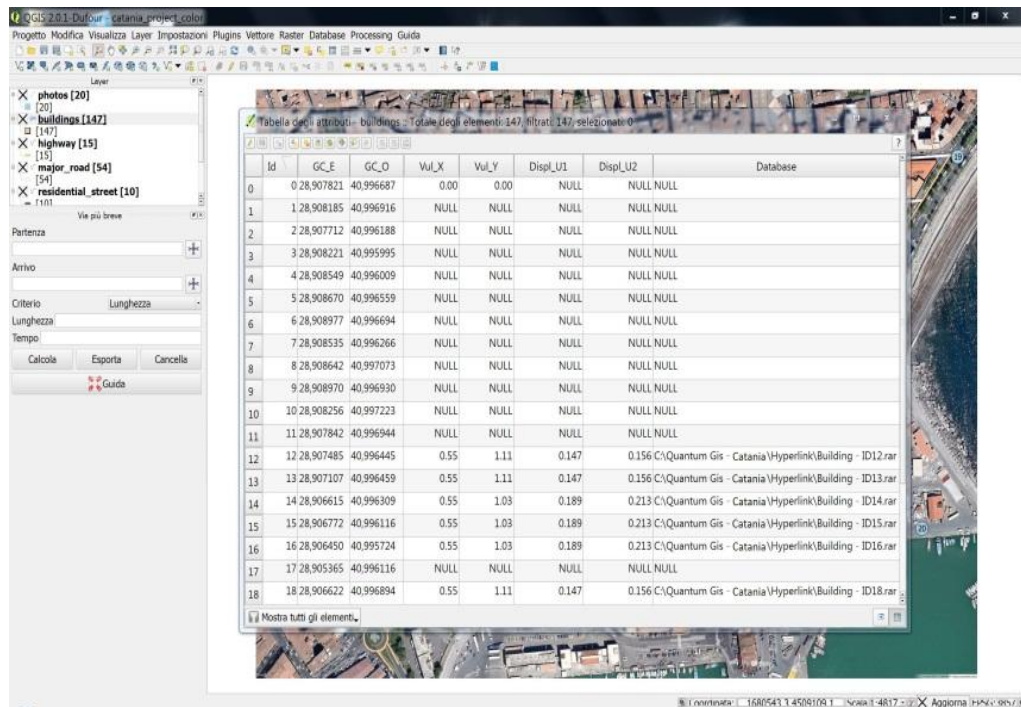 QGIS 2.0.1-Dufour - catania_project_color
Progetto Modifica Visualizza Layer Impostazioni Plugins Vettore Raster Database Processing Guida
Layer
photos [20]
[20]
buildings [147]
[147]
highway [15]
[15]
major_road [54]
[54]
residential_street [10]
[10]
Via più breve
Partenza
Arrivo
Criterio Lunghezza
Lunghezza
Tempo
Calcola Esporta Cancella
Guida
Tabella degli attributi - buildings :: Totale degli elementi: 147, filtrati: 147, selezionati: 0
?
Id GC_E GC_O Vul_X Vul_Y Displ_U1 Displ_U2 Database
0 0 28,907821 40,996687 0.00 0.00 NULL NULL NULL
1 1 28,908185 40,996916 NULL NULL NULL NULL NULL
2 2 28,907712 40,996188 NULL NULL NULL NULL NULL
3 3 28,908221 40,995995 NULL NULL NULL NULL NULL
4 4 28,908549 40,996009 NULL NULL NULL NULL NULL
5 5 28,908670 40,996559 NULL NULL NULL NULL NULL
6 6 28,908977 40,996694 NULL NULL NULL NULL NULL
7 7 28,908535 40,996266 NULL NULL NULL NULL NULL
8 8 28,908642 40,997073 NULL NULL NULL NULL NULL
9 9 28,908970 40,996930 NULL NULL NULL NULL NULL
10 10 28,908256 40,997223 NULL NULL NULL NULL NULL
11 11 28,907842 40,996944 NULL NULL NULL NULL NULL
12 12 28,907485 40,996445 0.55 1.11 0.147 0.156 C:\Quantum Gis - Catania\Hyperlink\Building - ID12.rar
13 13 28,907107 40,996459 0.55 1.11 0.147 0.156 C:\Quantum Gis - Catania\Hyperlink\Building - ID13.rar
14 14 28,906615 40,996309 0.55 1.03 0.189 0.213 C:\Quantum Gis - Catania\Hyperlink\Building - ID14.rar
15 15 28,906772 40,996116 0.55 1.03 0.189 0.213 C:\Quantum Gis - Catania\Hyperlink\Building - ID15.rar
16 16 28,906450 40,995724 0.55 1.03 0.189 0.213 C:\Quantum Gis - Catania\Hyperlink\Building - ID16.rar
17 17 28,905365 40,996116 NULL NULL NULL NULL NULL
18 18 28,906622 40,996894 0.55 1.11 0.147 0.156 C:\Quantum Gis - Catania\Hyperlink\Building - ID18.rar
Mostra tutti gli elementi
19
20
Coordinata: 1680543.3,4509109.1 Scala 1:4817 Aggiorna